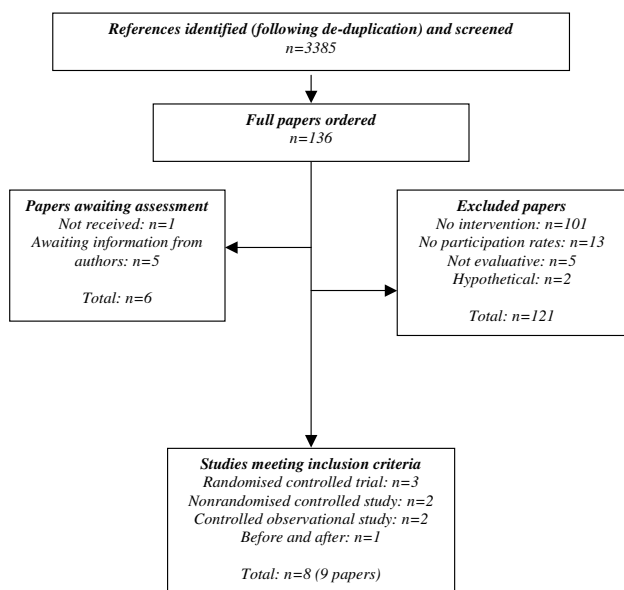 References identified (following de-duplication) and screened
n=3385
Full papers ordered
n=136
Papers awaiting assessment
Not received: n=1
Awaiting information from
authors: n=5
Total: n=6
Excluded papers
No intervention: n=101
No participation rates: n=13
Not evaluative: n=5
Hypothetical: n=2
Total: n=121
Studies meeting inclusion criteria
Randomised controlled trial: n=3
Nonrandomised controlled study: n=2
Controlled observational study: n=2
Before and after: n=1
Total: n=8 (9 papers)